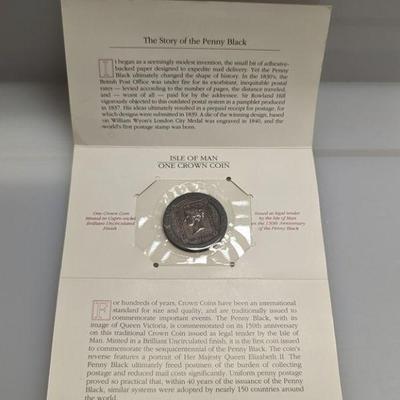 The Story of the Penny Black
It began as a seemingly modest invention, the small bit of adhesive-
backed paper designed to expedite mail delivery. Yet the Penny
Black ultimately changed the shape of history. In the 1830's, the
British Post Office was under fire for its exorbitant, inequitable postal
rates — levied according to the number of pages, the distance traveled,
and — worst of all — paid for by the addressee. Sir Rowland Hill
vigorously objected to this outdated postal system in a pamphlet produced
in 1837. His ideas ultimately resulted in a prepaid receipt for postage, for
which designs were submitted in 1839. A die of the winning design, based
on William Wyon's London City Medal was engraved in 1840, and the
world's first postage stamp was born.
ISLE OF MAN
ONE CROWN COIN
One Crown Coin
Minted in Cupro-nickel
Brilliant Uncirculated
Finish
Issued as legal tender
by the Isle of Man
on the 150th Anniversary
of the Penny Black
For hundreds of years, Crown Coins have been an international
standard for size and quality, and are traditionally issued to
commemorate important events. The Penny Black, with its
image of Queen Victoria, is commemorated on its 150th anniversary
on this traditional Crown Coin issued as legal tender by the Isle of
Man. Minted in a Brilliant Uncirculated finish, it is the first coin issued
to commemorate the sesquicentennial of the Penny Black. The coin's
reverse features a portrait of Her Majesty Queen Elizabeth II. The Penny
Black ultimately freed postmen of the burden of collecting
postage and reduced mail costs significantly. Uniform penny postage
proved so practical that, within 40 years of the issuance of the Penny
Black, similar systems were adopted by nearly 150 countries around
the world.